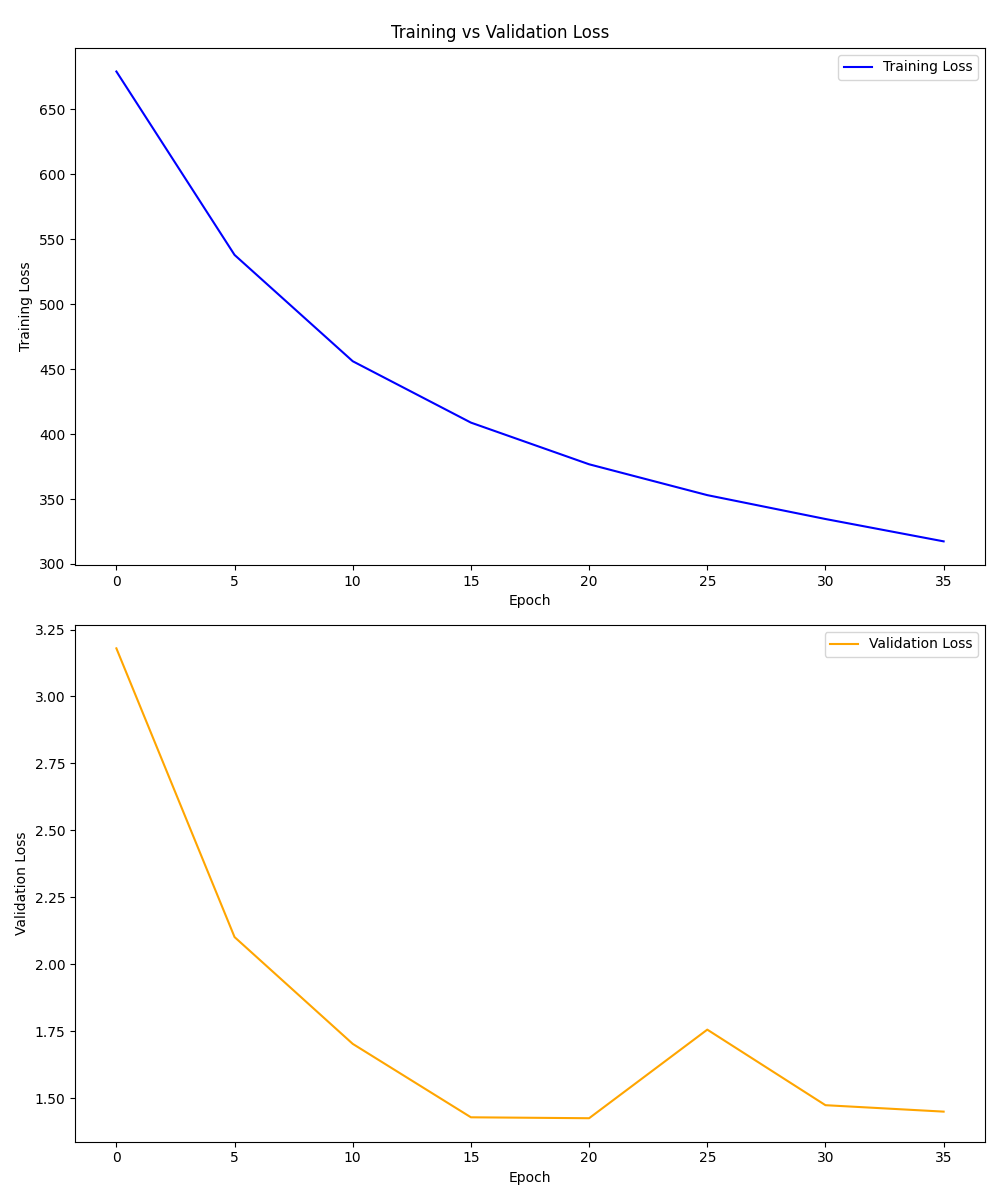 Training vs Validation Loss
Training Loss
650
600
550
500
450
400
350
300
Training Loss
0 5 10 15 20 25 30 35
Epoch
Validation Loss
3.25
3.00
2.75
2.50
2.25
2.00
1.75
1.50
Validation Loss
0 5 10 15 20 25 30 35
Epoch